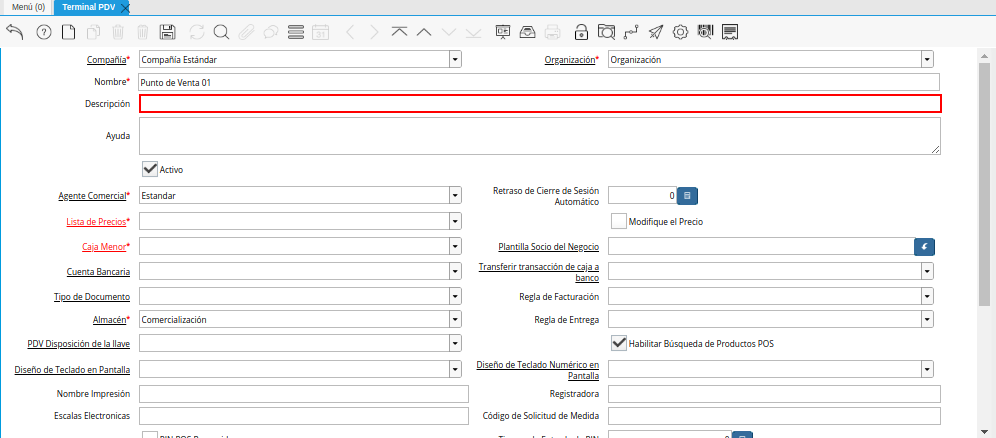 Menú (0) Terminal PDV
31
Compañía* Compañía Estándar Organización* Organización
Nombre* Punto de Venta 01
Descripción
Ayuda
Activo
Agente Comercial* Estandar Retraso de Cierre de Sesión Automático 0
Lista de Precios* Modifique el Precio
Caja Menor* Plantilla Socio del Negocio
Cuenta Bancaria Transferir transacción de caja a banco
Tipo de Documento Regla de Facturación
Almacén* Comercialización Regla de Entrega
PDV Disposición de la llave Habilitar Búsqueda de Productos POS
Diseño de Teclado en Pantalla Diseño de Teclado Numérico en Pantalla
Nombre Impresión Registradora
Escalas Electronicas Código de Solicitud de Medida